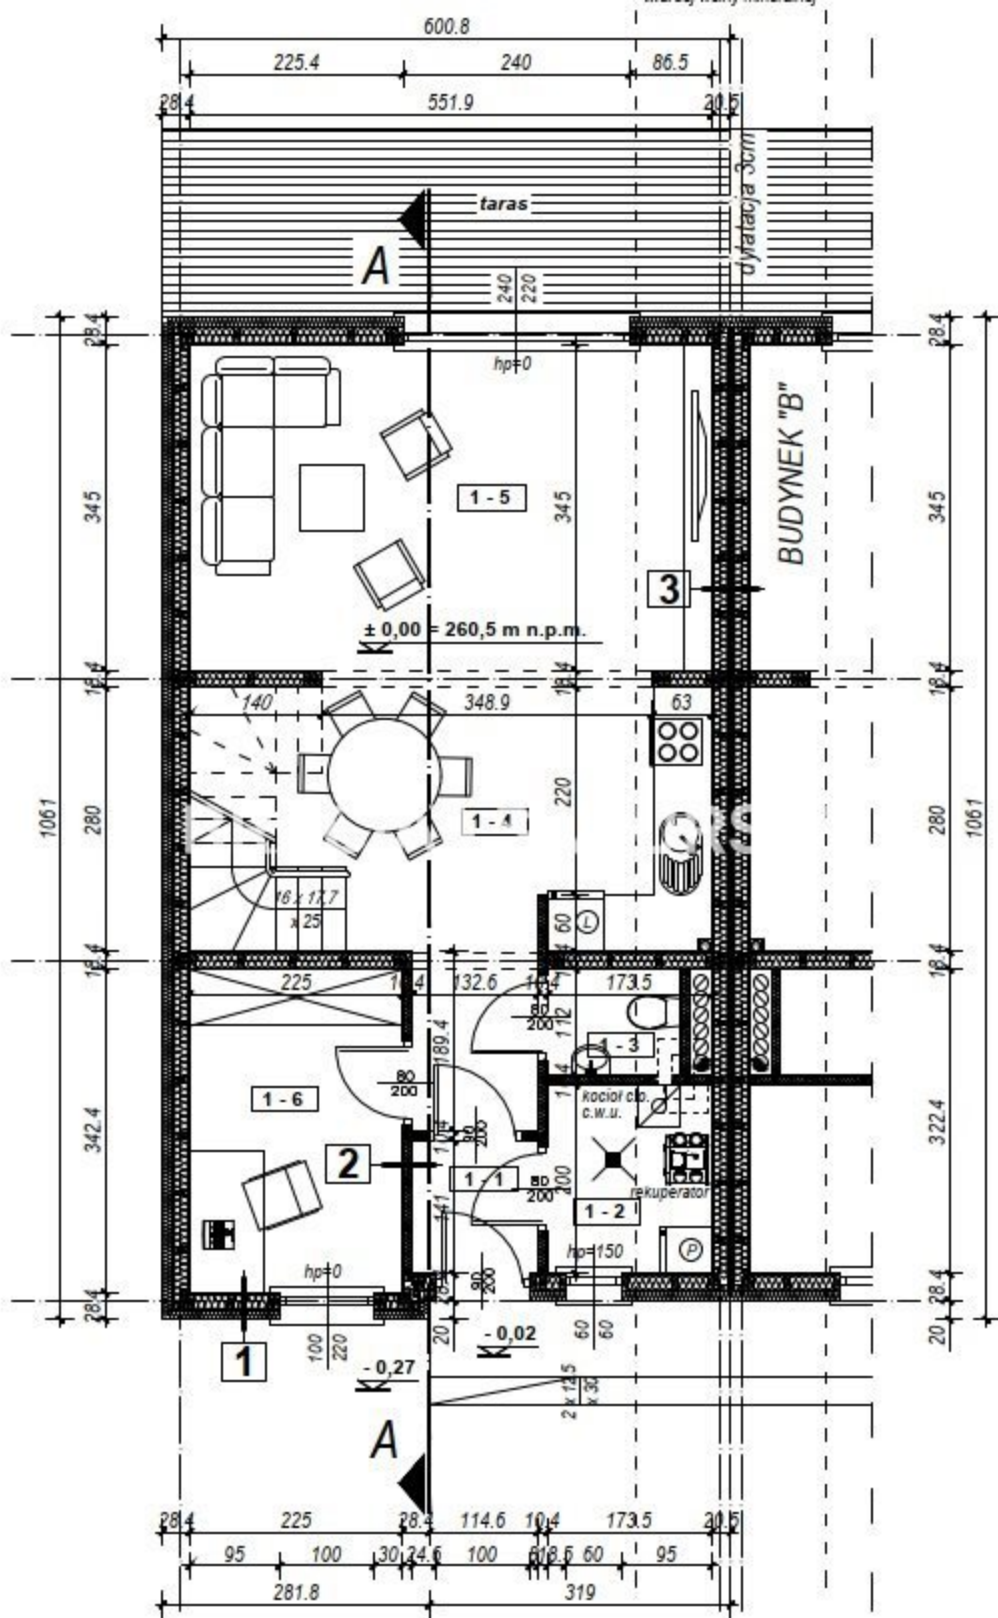 600.8
225.4 240 86.5
28.4 551.9 20.5
taras
dylatacja 3cm
A
240
220
28.4 28.4
hp=0
BUDYNEK "B"
1 - 5
345 345 345
3
± 0,00 = 260,5 m n.p.m.
18.4 18.4 18.4
140 348.9 63
220
1061 280 280 1061
1 - 4
16 x 17,7
x 25
60
L
18.4 18.4
225 10.4 132.6 10.4 173.5
80
200
112
189.4
1 - 3
80
200
kocioł c.o.
c.w.u.
1 - 6
342.4 322.4
90
200
2
1 - 1
80
200
200
rekuperator
1 - 2
141
hp=0
hp=150
P
90
200
28.4 28.4
20 20
100
220
60
60
- 0,02
1
- 0,27
2 x 12,5
x 30
A
28.4 225 28.4 114.6 10.4 173.5 20.5
95 100 30 24.6 100 60 95
281.8 319